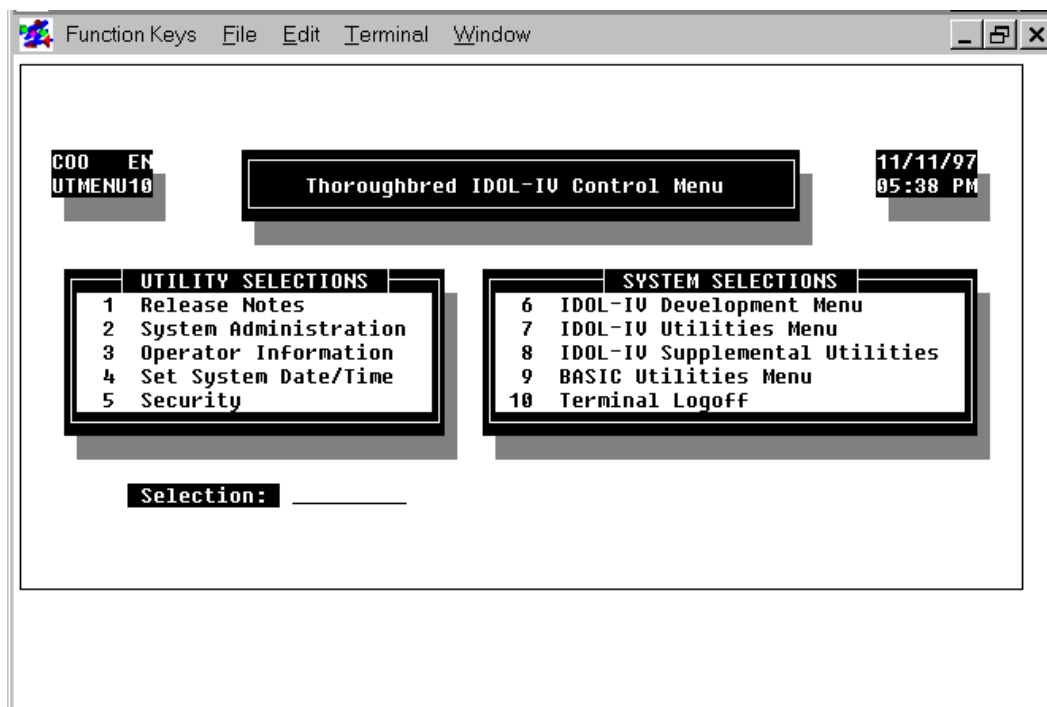 Function Keys File Edit Terminal Window
COO EN
UTMENU10
Thoroughbred IDOL-IV Control Menu
11/11/97
05:38 PM
UTILITY SELECTIONS
1 Release Notes
2 System Administration
3 Operator Information
4 Set System Date/Time
5 Security
SYSTEM SELECTIONS
6 IDOL-IV Development Menu
7 IDOL-IV Utilities Menu
8 IDOL-IV Supplemental Utilities
9 BASIC Utilities Menu
10 Terminal Logoff
Selection: